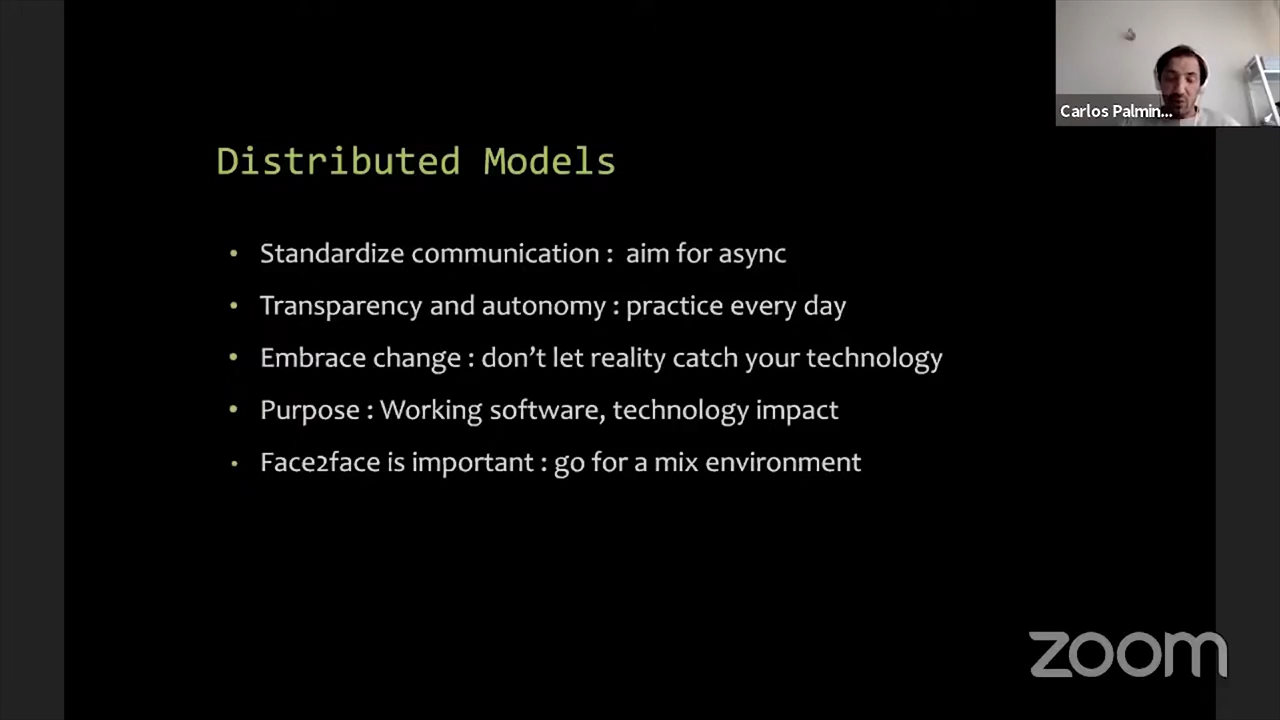 Carlos Palmin...
Distributed Models
• Standardize communication : aim for async
• Transparency and autonomy : practice every day
• Embrace change : don’t let reality catch your technology
• Purpose : Working software, technology impact
• Face2face is important : go for a mix environment
zoom